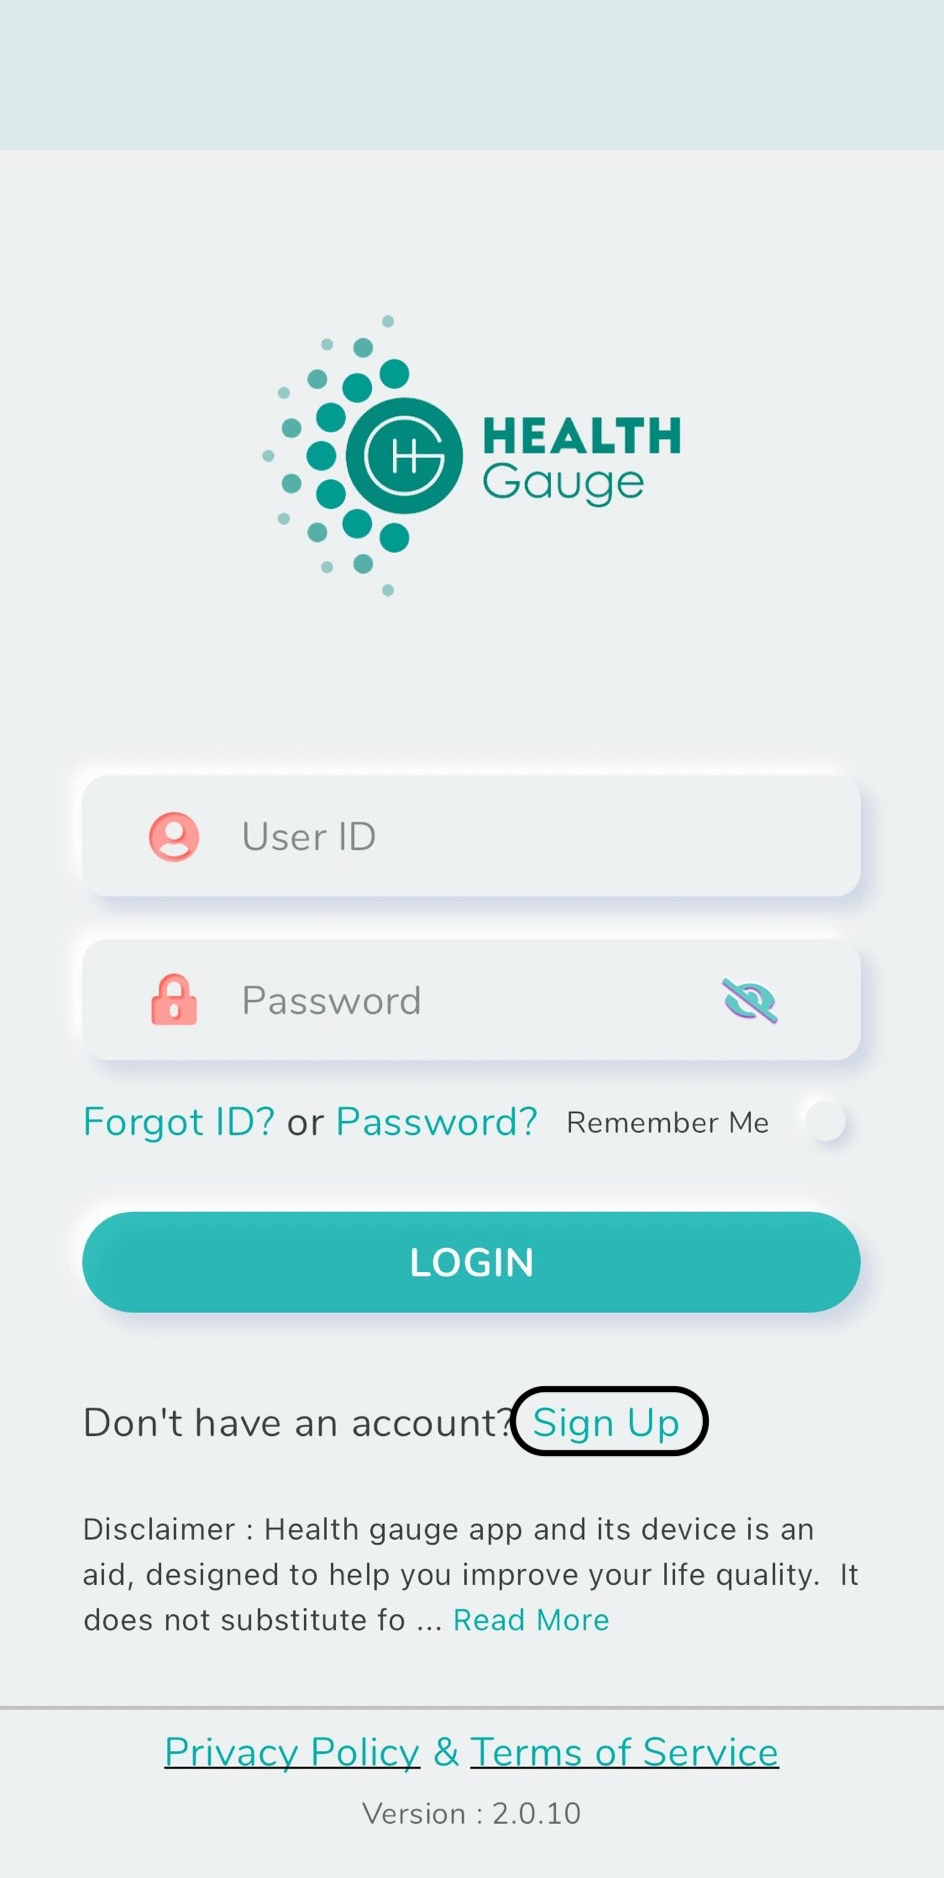 HEALTH
Gauge
User ID
Password
Forgot ID? or Password? Remember Me
LOGIN
Don't have an account? Sign Up
Disclaimer : Health gauge app and its device is an
aid, designed to help you improve your life quality.  It
does not substitute fo ... Read More
Privacy Policy & Terms of Service
Version : 2.0.10